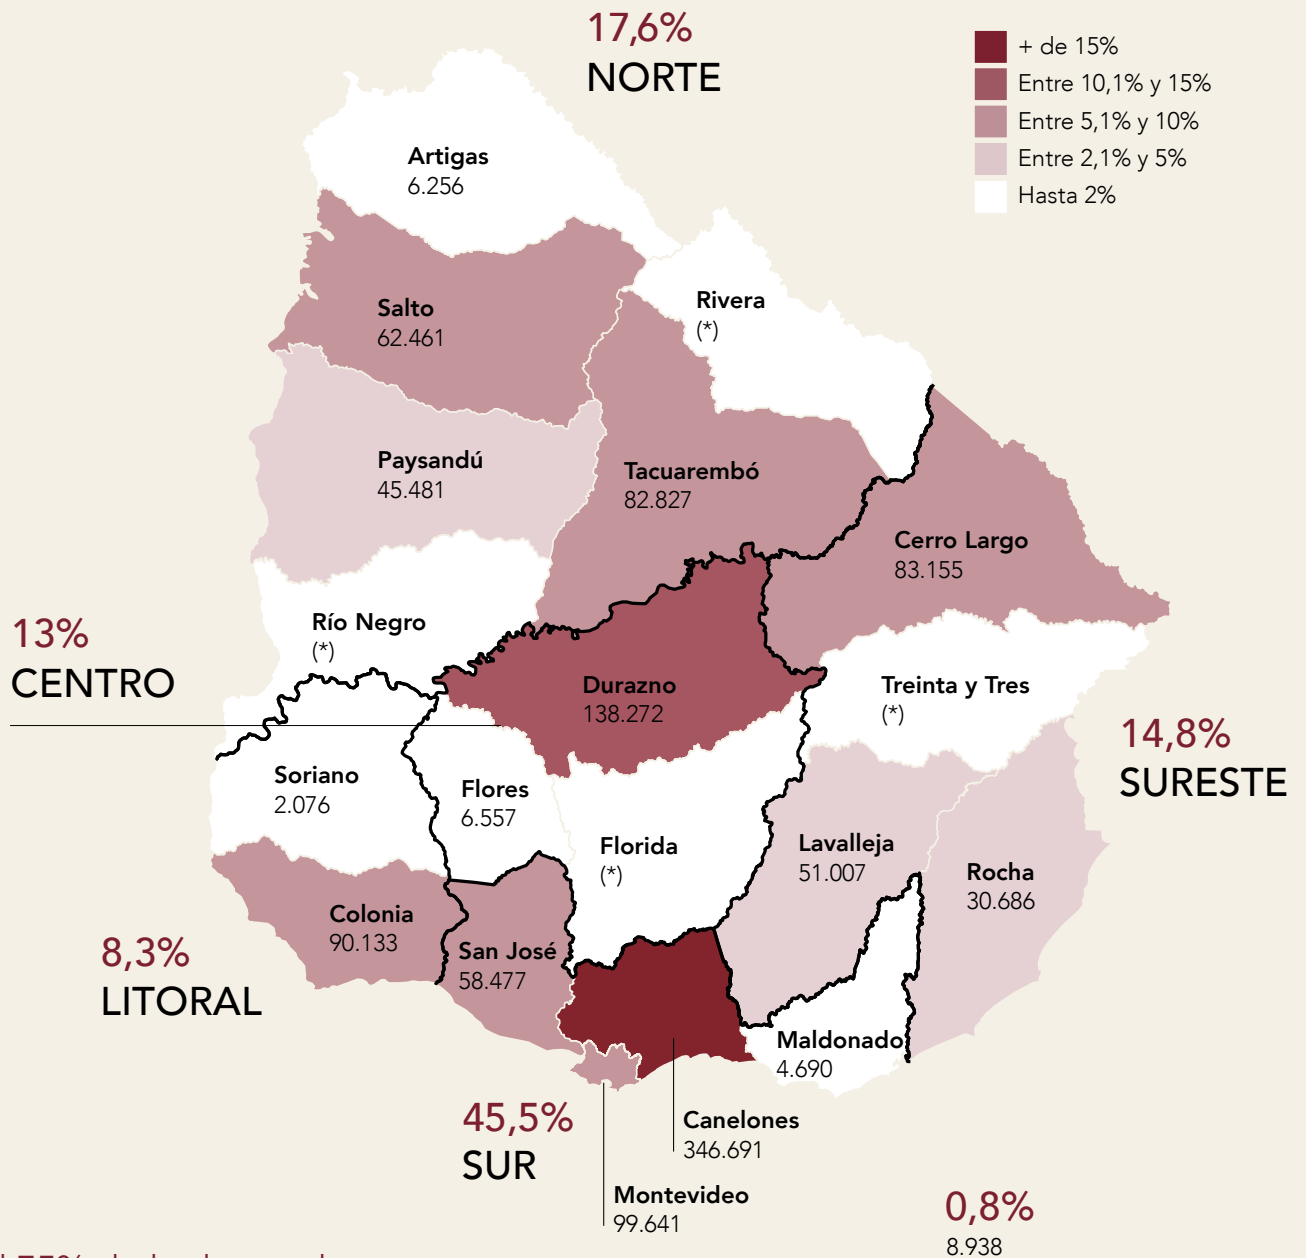 17,6%
NORTE
+ de 15%
Entre 10,1% y 15%
Entre 5,1% y 10%
Entre 2,1% y 5%
Hasta 2%
Artigas
6.256
Salto
62.461
Rivera
(*)
Paysandú
45.481
Tacuarembó
82.827
Cerro Largo
83.155
Río Negro
(*)
13%
CENTRO
Durazno
138.272
Treinta y Tres
(*)
14,8%
SURESTE
Soriano
2.076
Flores
6.557
Florida
(*)
Lavalleja
51.007
Rocha
30.686
Colonia
90.133
San José
58.477
8,3%
LITORAL
Maldonado
4.690
45,5%
SUR
Canelones
346.691
Montevideo
99.641
0,8%
8.938